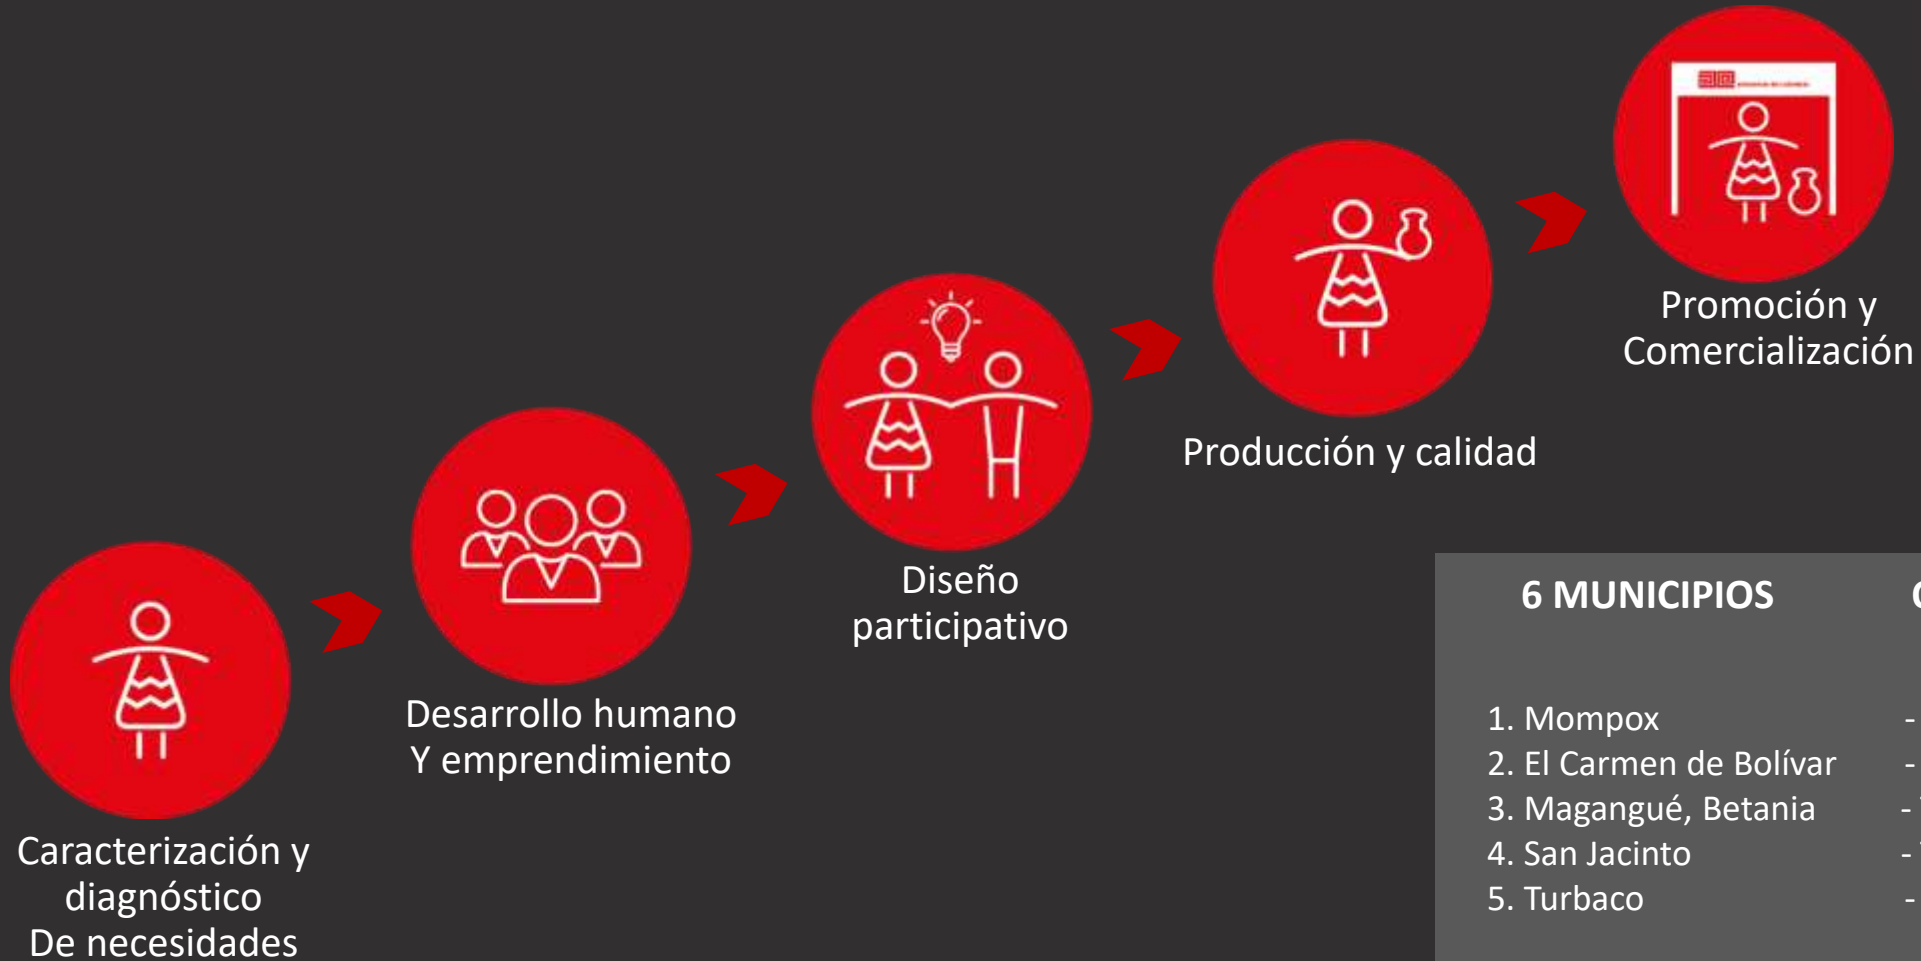 Promoción y
Comercialización
Producción y calidad
Diseño
participativo
Desarrollo humano
Y emprendimiento
Caracterización y
diagnóstico
De necesidades
6 MUNICIPIOS
1. Mompox -
2. El Carmen de Bolívar -
3. Magangué, Betania -
4. San Jacinto -
5. Turbaco -